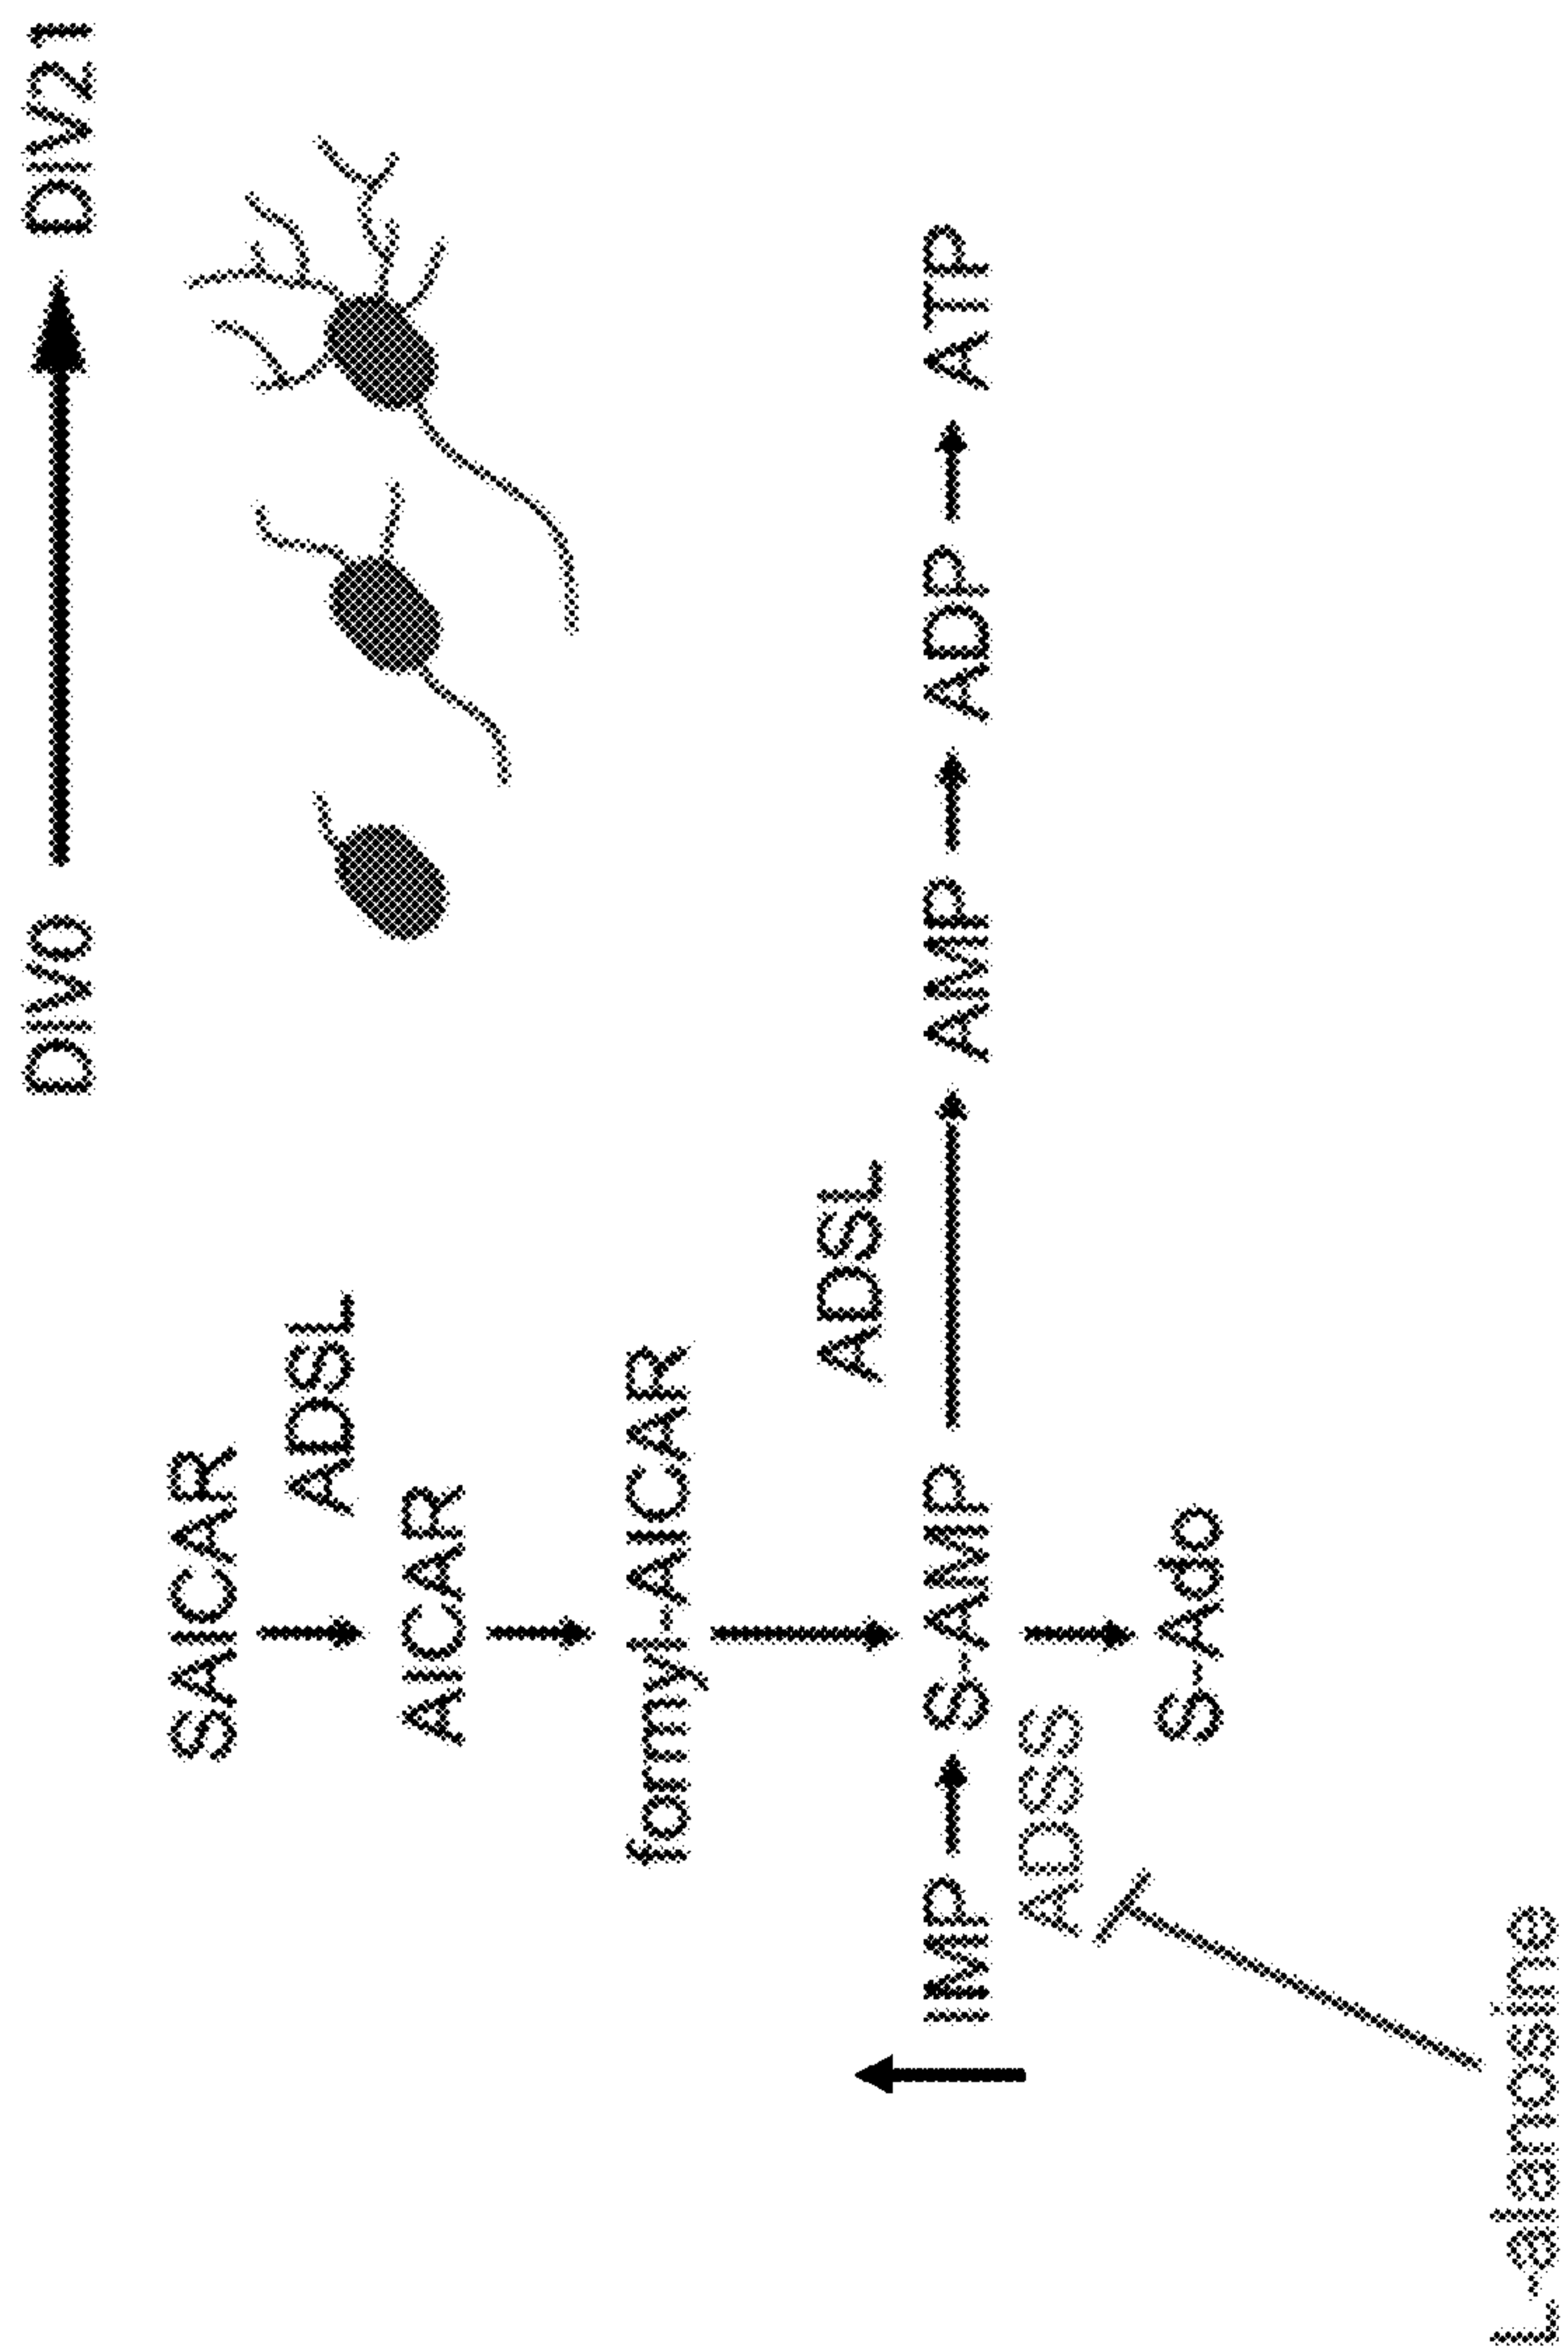 DIV0 DIV21
SAICAR
ADSL
AICAR
formyl-AICAR
ADSL
IMP S-AMP AMP ADP ATP
ADSS
S-Ado
L-alanosine